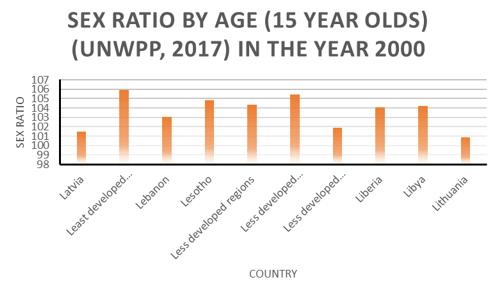 SEX RATIO BY AGE (15 YEAR OLDS)
(UNWPP, 2017) IN THE YEAR 2000
107
106
105
104
103
102
101
100
99
98
SEX RATIO
Latvia
Least developed...
Lebanon
Lesotho
Less developed regions
Less developed...
Less developed...
Liberia
Libya
Lithuania
COUNTRY